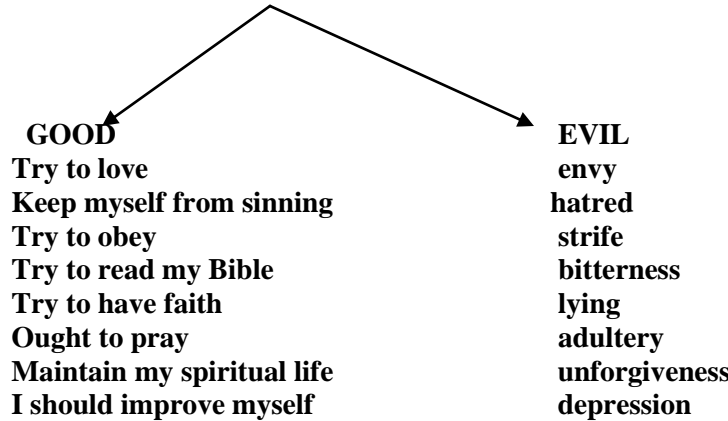 GOOD EVIL
Try to love envy
Keep myself from sinning hatred
Try to obey strife
Try to read my Bible bitterness
Try to have faith lying
Ought to pray adultery
Maintain my spiritual life unforgiveness
I should improve myself depression